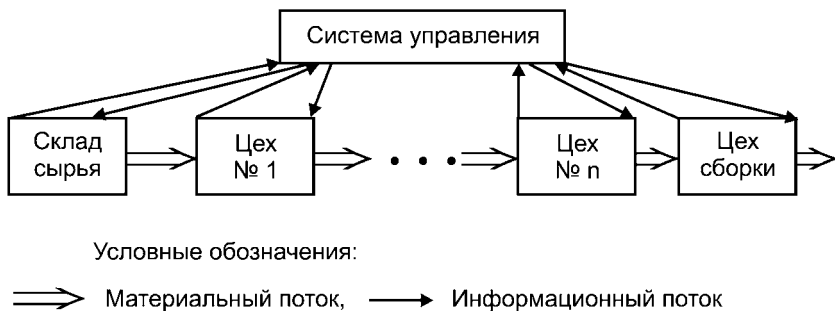 Система управления
Склад
сырья
Цех
№ 1
. . .
Цех
№ n
Цех
сборки
Условные обозначения:
Материальный поток,
Информационный поток